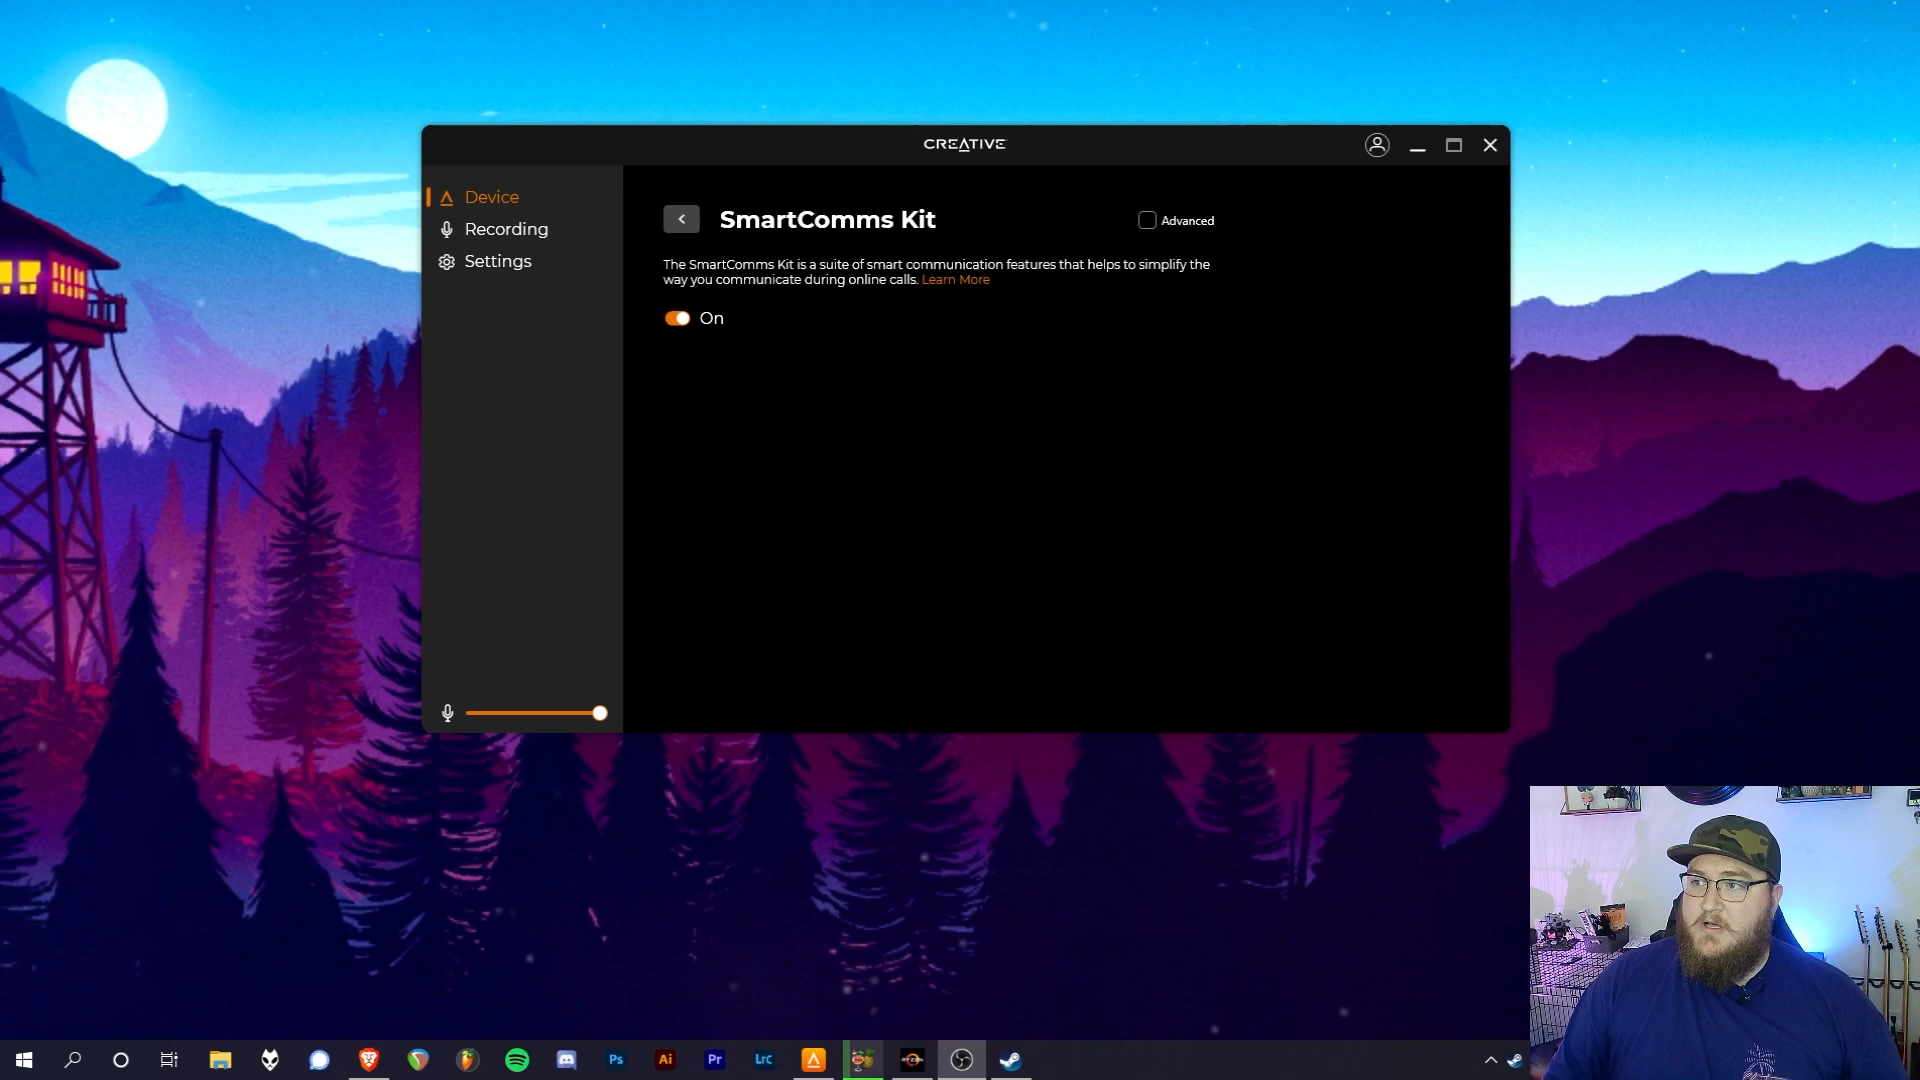 CREATIVE
Device
Recording
Settings
SmartComms Kit
Advanced
The SmartComms Kit is a suite of smart communication features that helps to simplify the
way you communicate during online calls. Learn More
On
Ps
Ai
Pr
Lrc
RYZEN